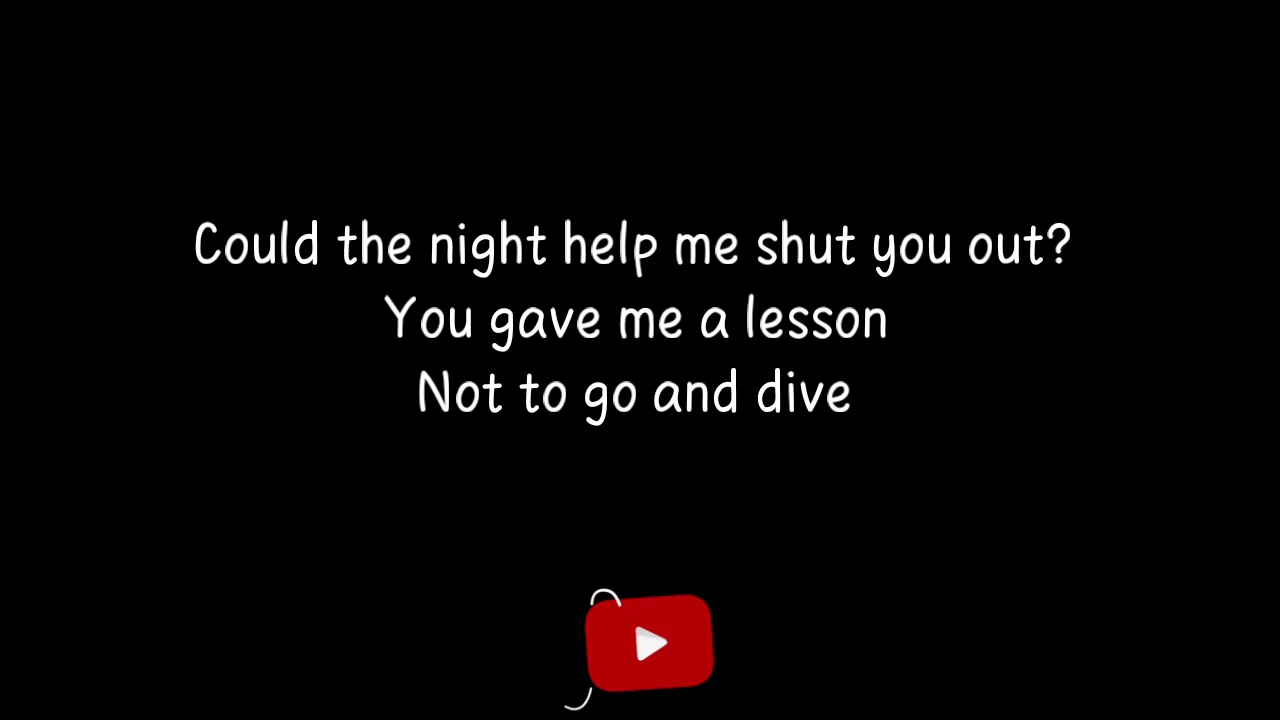 Could the night help me shut you out?
You gave me a lesson
Not to go and dive